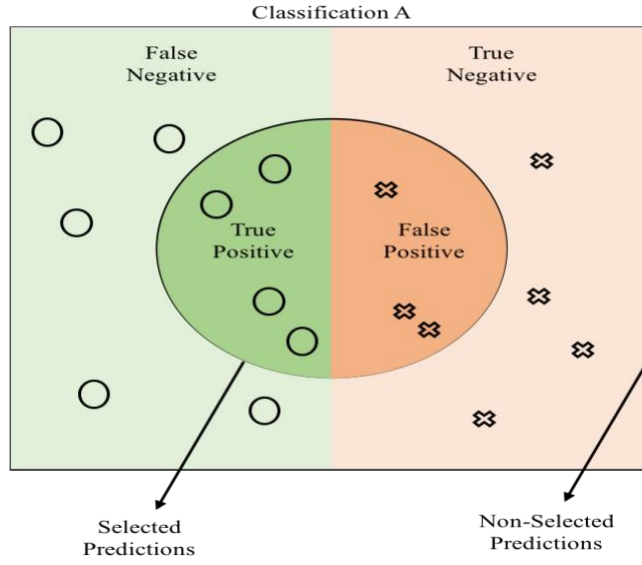 Classification A
False
Negative
True
Negative
True
Positive
False
Positive
Selected
Predictions
Non-Selected
Predictions